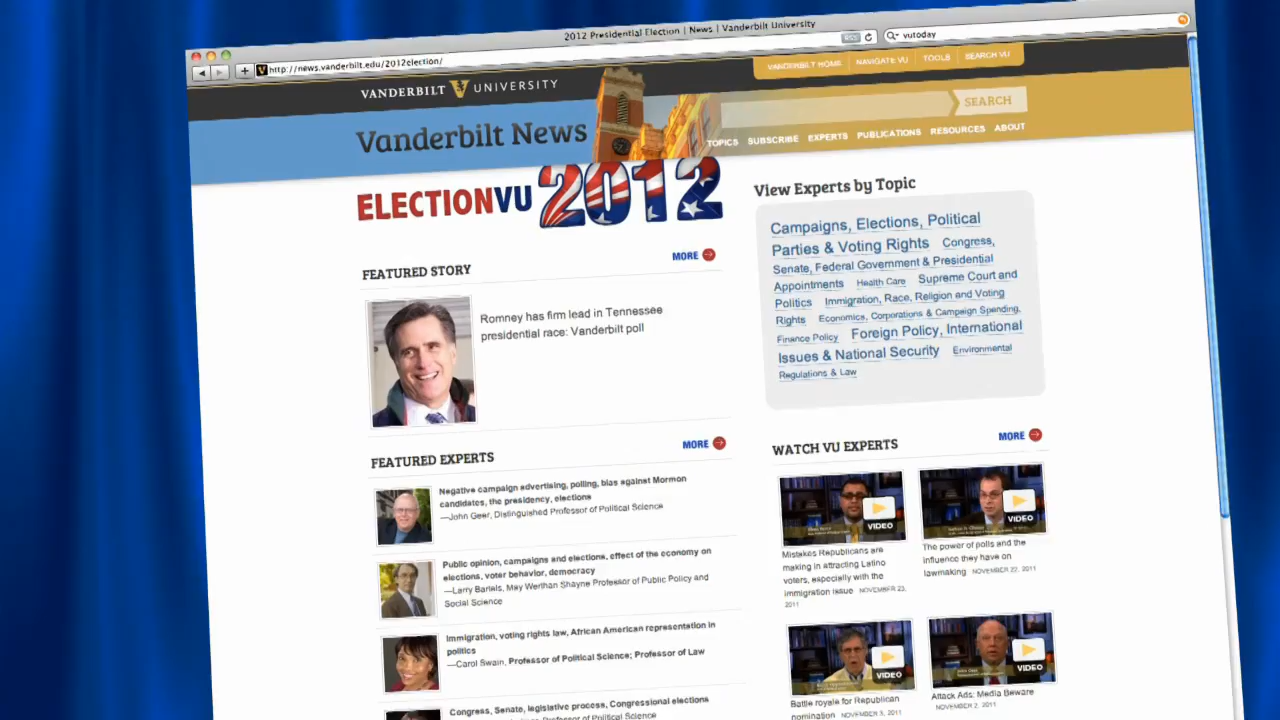 2012 Presidential Election | News | Vanderbilt University
http://news.vanderbilt.edu/2012election/
RSS
vutoday
VANDERBILT UNIVERSITY
VANDERBILT HOME NAVIGATE VU TOOLS SEARCH VU
Vanderbilt News
SEARCH
TOPICS SUBSCRIBE EXPERTS PUBLICATIONS RESOURCES ABOUT
ELECTIONVU 2012
MORE
FEATURED STORY
Romney has firm lead in Tennessee
presidential race: Vanderbilt poll
MORE
FEATURED EXPERTS
Negative campaign advertising, polling, bias against Mormon
candidates, the presidency, elections
—John Geer, Distinguished Professor of Political Science
Public opinion, campaigns and elections, effect of the economy on
elections, voter behavior, democracy
—Larry Bartels, May Werthan Shayne Professor of Public Policy and
Social Science
Immigration, voting rights law, African American representation in
politics
—Carol Swain, Professor of Political Science; Professor of Law
Congress, Senate, legislative process, Congressional elections
Professor of Political Science
View Experts by Topic
Campaigns, Elections, Political
Parties & Voting Rights Congress,
Senate, Federal Government & Presidential
Appointments Health Care Supreme Court and
Politics Immigration, Race, Religion and Voting
Rights Economics, Corporations & Campaign Spending,
Finance Policy Foreign Policy, International
Issues & National Security Environmental
Regulations & Law
MORE
WATCH VU EXPERTS
VIDEO
VIDEO
Mistakes Republicans are
making in attracting Latino
voters, especially with the
immigration issue NOVEMBER 23,
2011
The power of polls and the
influence they have on
lawmaking NOVEMBER 22, 2011
VIDEO
VIDEO
Battle royale for Republican
nomination NOVEMBER 3, 2011
Attack Ads: Media Beware
NOVEMBER 2, 2011